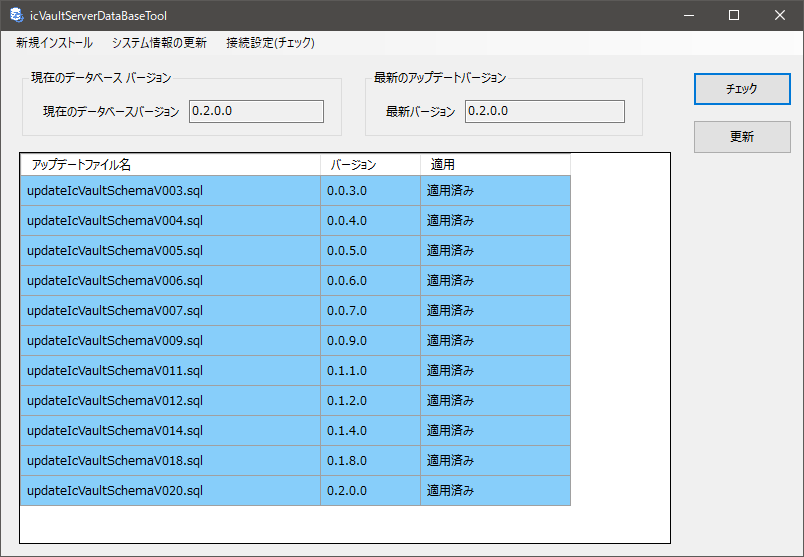 icVaultServerDataBaseTool
新規インストール システム情報の更新 接続設定(チェック)
現在のデータベース バージョン
現在のデータベースバージョン 0.2.0.0
最新のアップデートバージョン
最新バージョン 0.2.0.0
チェック
更新
アップデートファイル名 バージョン 適用
updateIcVaultSchemaV003.sql 0.0.3.0 適用済み
updateIcVaultSchemaV004.sql 0.0.4.0 適用済み
updateIcVaultSchemaV005.sql 0.0.5.0 適用済み
updateIcVaultSchemaV006.sql 0.0.6.0 適用済み
updateIcVaultSchemaV007.sql 0.0.7.0 適用済み
updateIcVaultSchemaV009.sql 0.0.9.0 適用済み
updateIcVaultSchemaV011.sql 0.1.1.0 適用済み
updateIcVaultSchemaV012.sql 0.1.2.0 適用済み
updateIcVaultSchemaV014.sql 0.1.4.0 適用済み
updateIcVaultSchemaV018.sql 0.1.8.0 適用済み
updateIcVaultSchemaV020.sql 0.2.0.0 適用済み